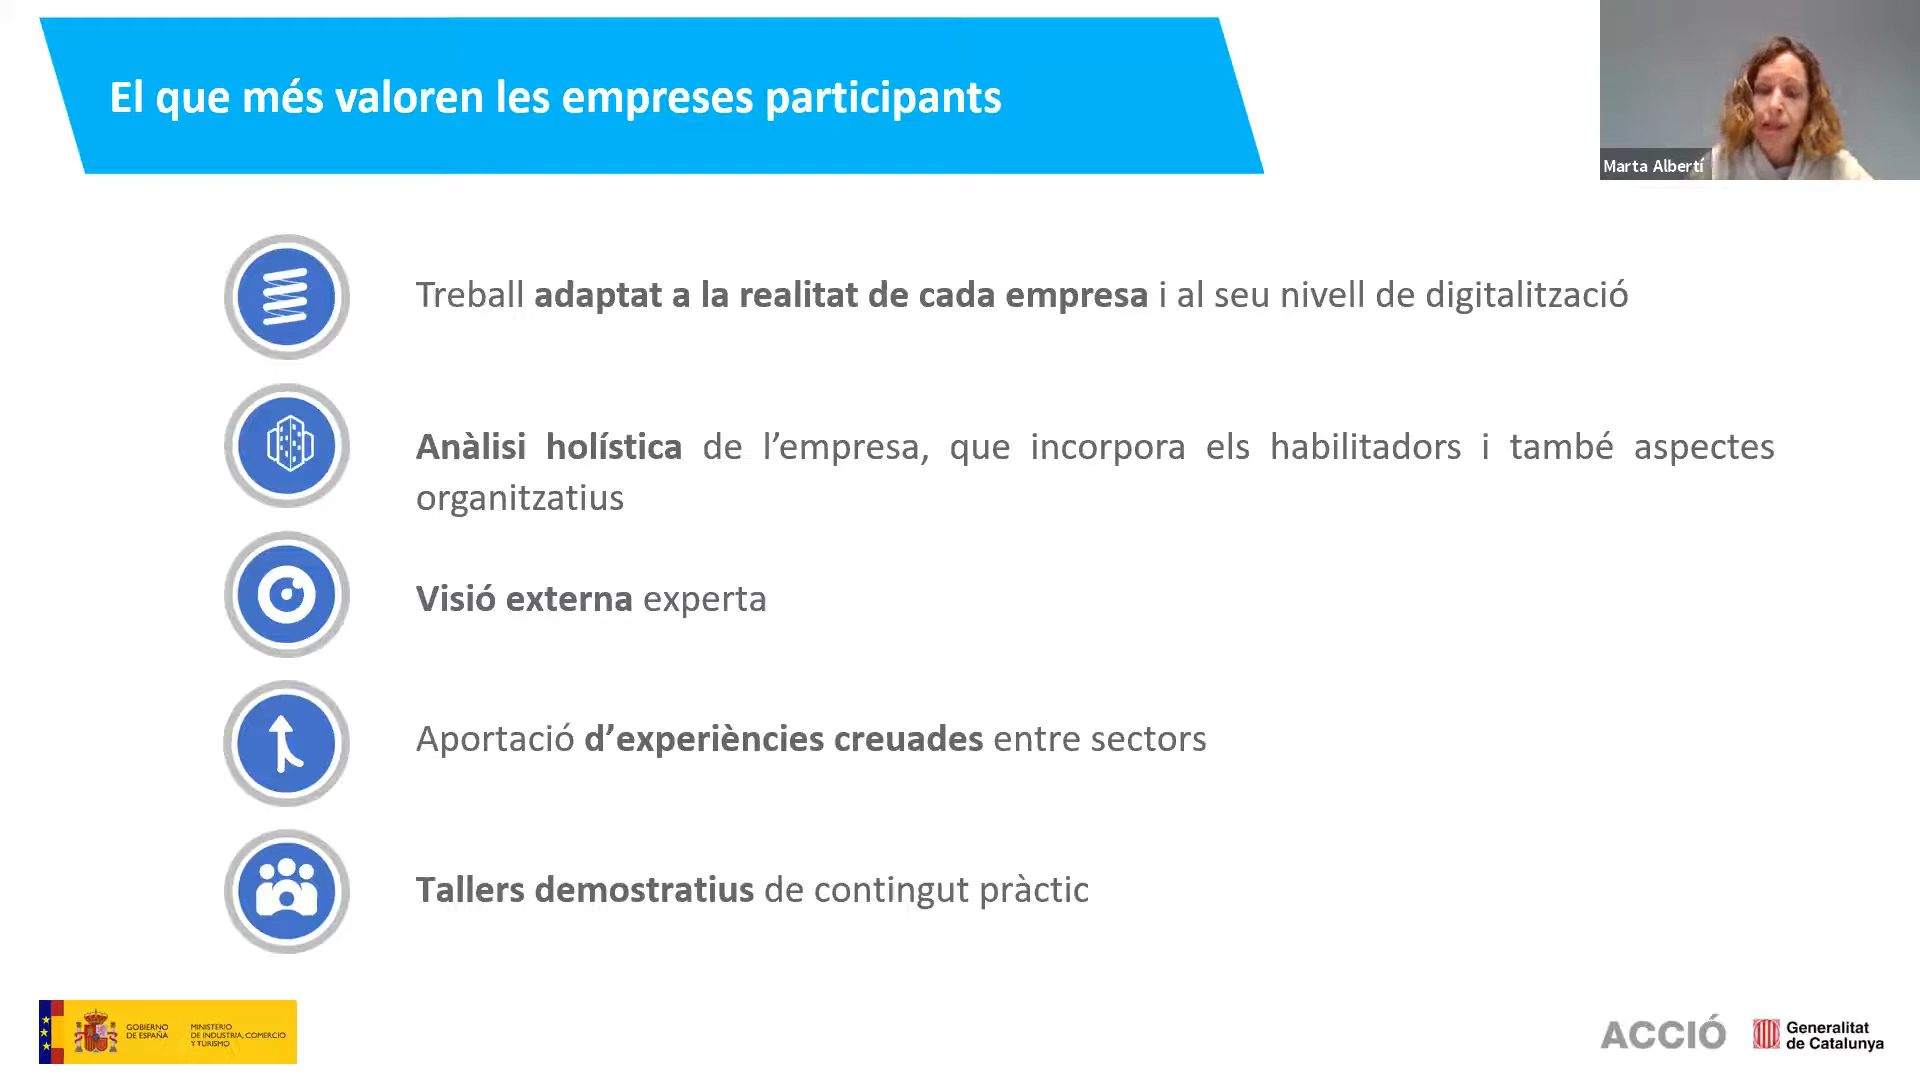 El que més valoren les empreses participants
Marta Albertí
Treball adaptat a la realitat de cada empresa i al seu nivell de digitalització
Anàlisi holística de l’empresa, que incorpora els habilitadors i també aspectes
organitzatius
Visió externa experta
Aportació d’experiències creuades entre sectors
Tallers demostratius de contingut pràctic
GOBIERNO
DE ESPAÑA
MINISTERIO
DE INDUSTRIA, COMERCIO
Y TURISMO
ACCIÓ
Generalitat
de Catalunya